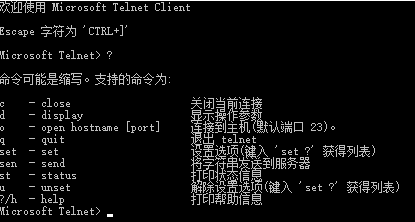 欢迎使用 Microsoft Telnet Client
Escape 字符为 'CTRL+]'
Microsoft Telnet> ?
命令可能是缩写。支持的命令为:
c - close 关闭当前连接
d - display 显示操作参数
o - open hostname [port] 连接到主机(默认端口 23)。
q - quit 退出 telnet
set - set 设置选项(键入 'set ?' 获得列表)
sen - send 将字符串发送到服务器
st - status 打印状态信息
u - unset 解除设置选项(键入 'set ?' 获得列表)
?/h - help 打印帮助信息
Microsoft Telnet>